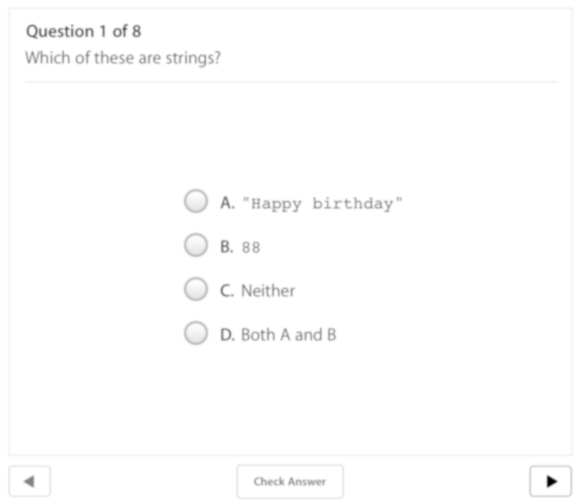 Question 1 of 8
Which of these are strings?
A. "Happy birthday"
B. 88
C. Neither
D. Both A and B
Check Answer